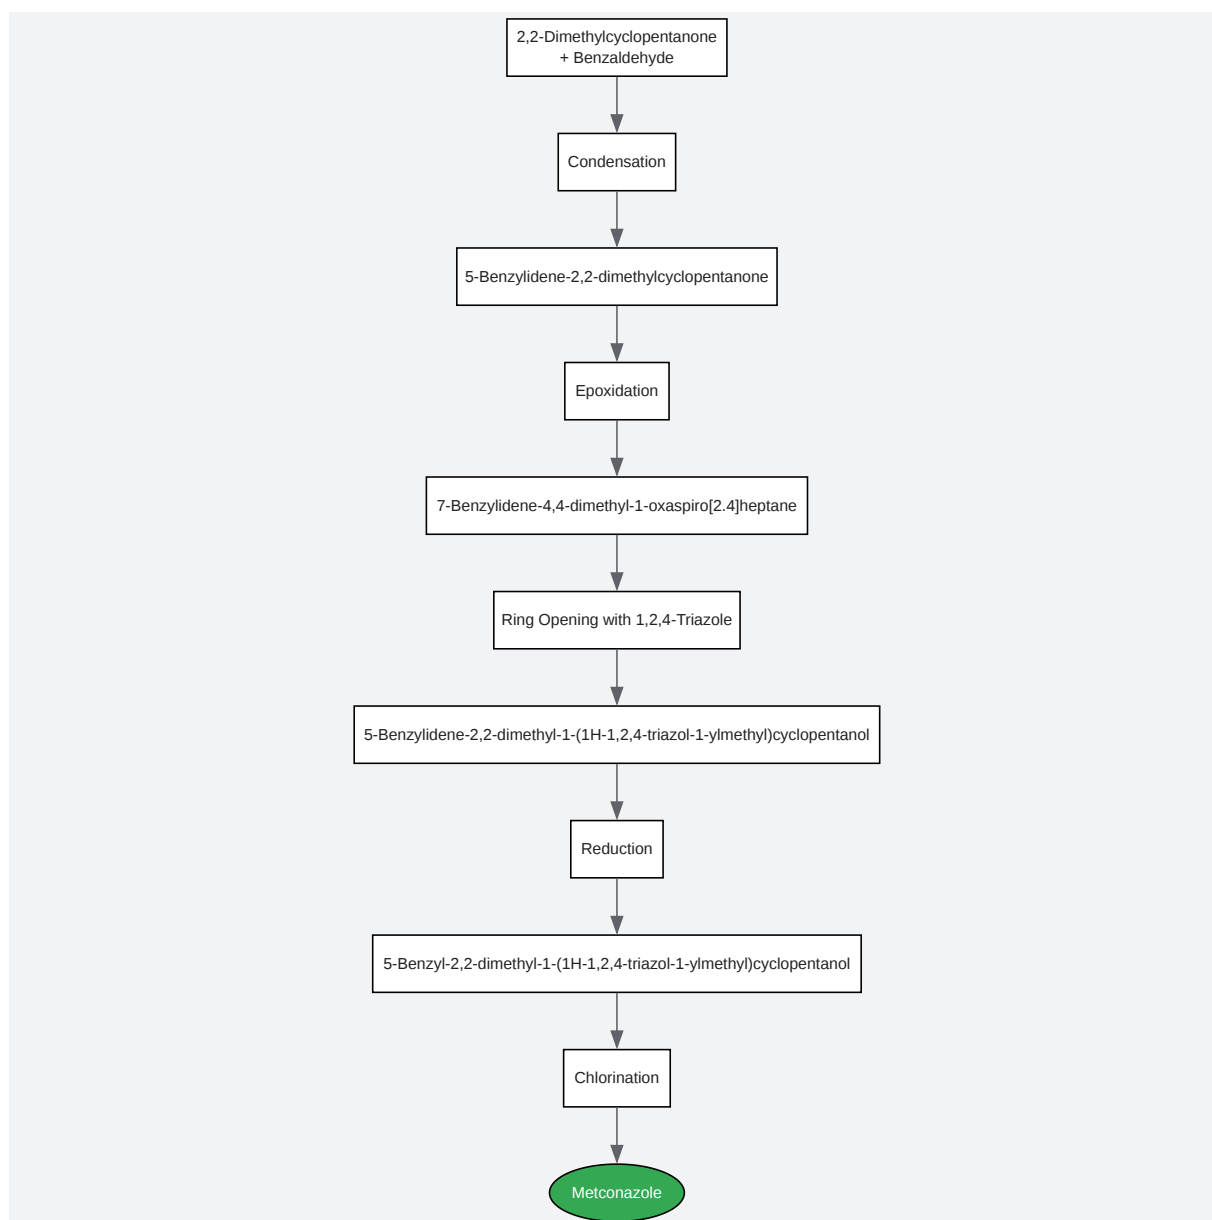 2,2-Dimethylcyclopentanone
+ Benzaldehyde
Condensation
5-Benzylidene-2,2-dimethylcyclopentanone
Epoxidation
7-Benzylidene-4,4-dimethyl-1-oxaspiro[2.4]heptane
Ring Opening with 1,2,4-Triazole
5-Benzylidene-2,2-dimethyl-1-(1H-1,2,4-triazol-1-ylmethyl)cyclopentanol
Reduction
5-Benzyl-2,2-dimethyl-1-(1H-1,2,4-triazol-1-ylmethyl)cyclopentanol
Chlorination
Metconazole